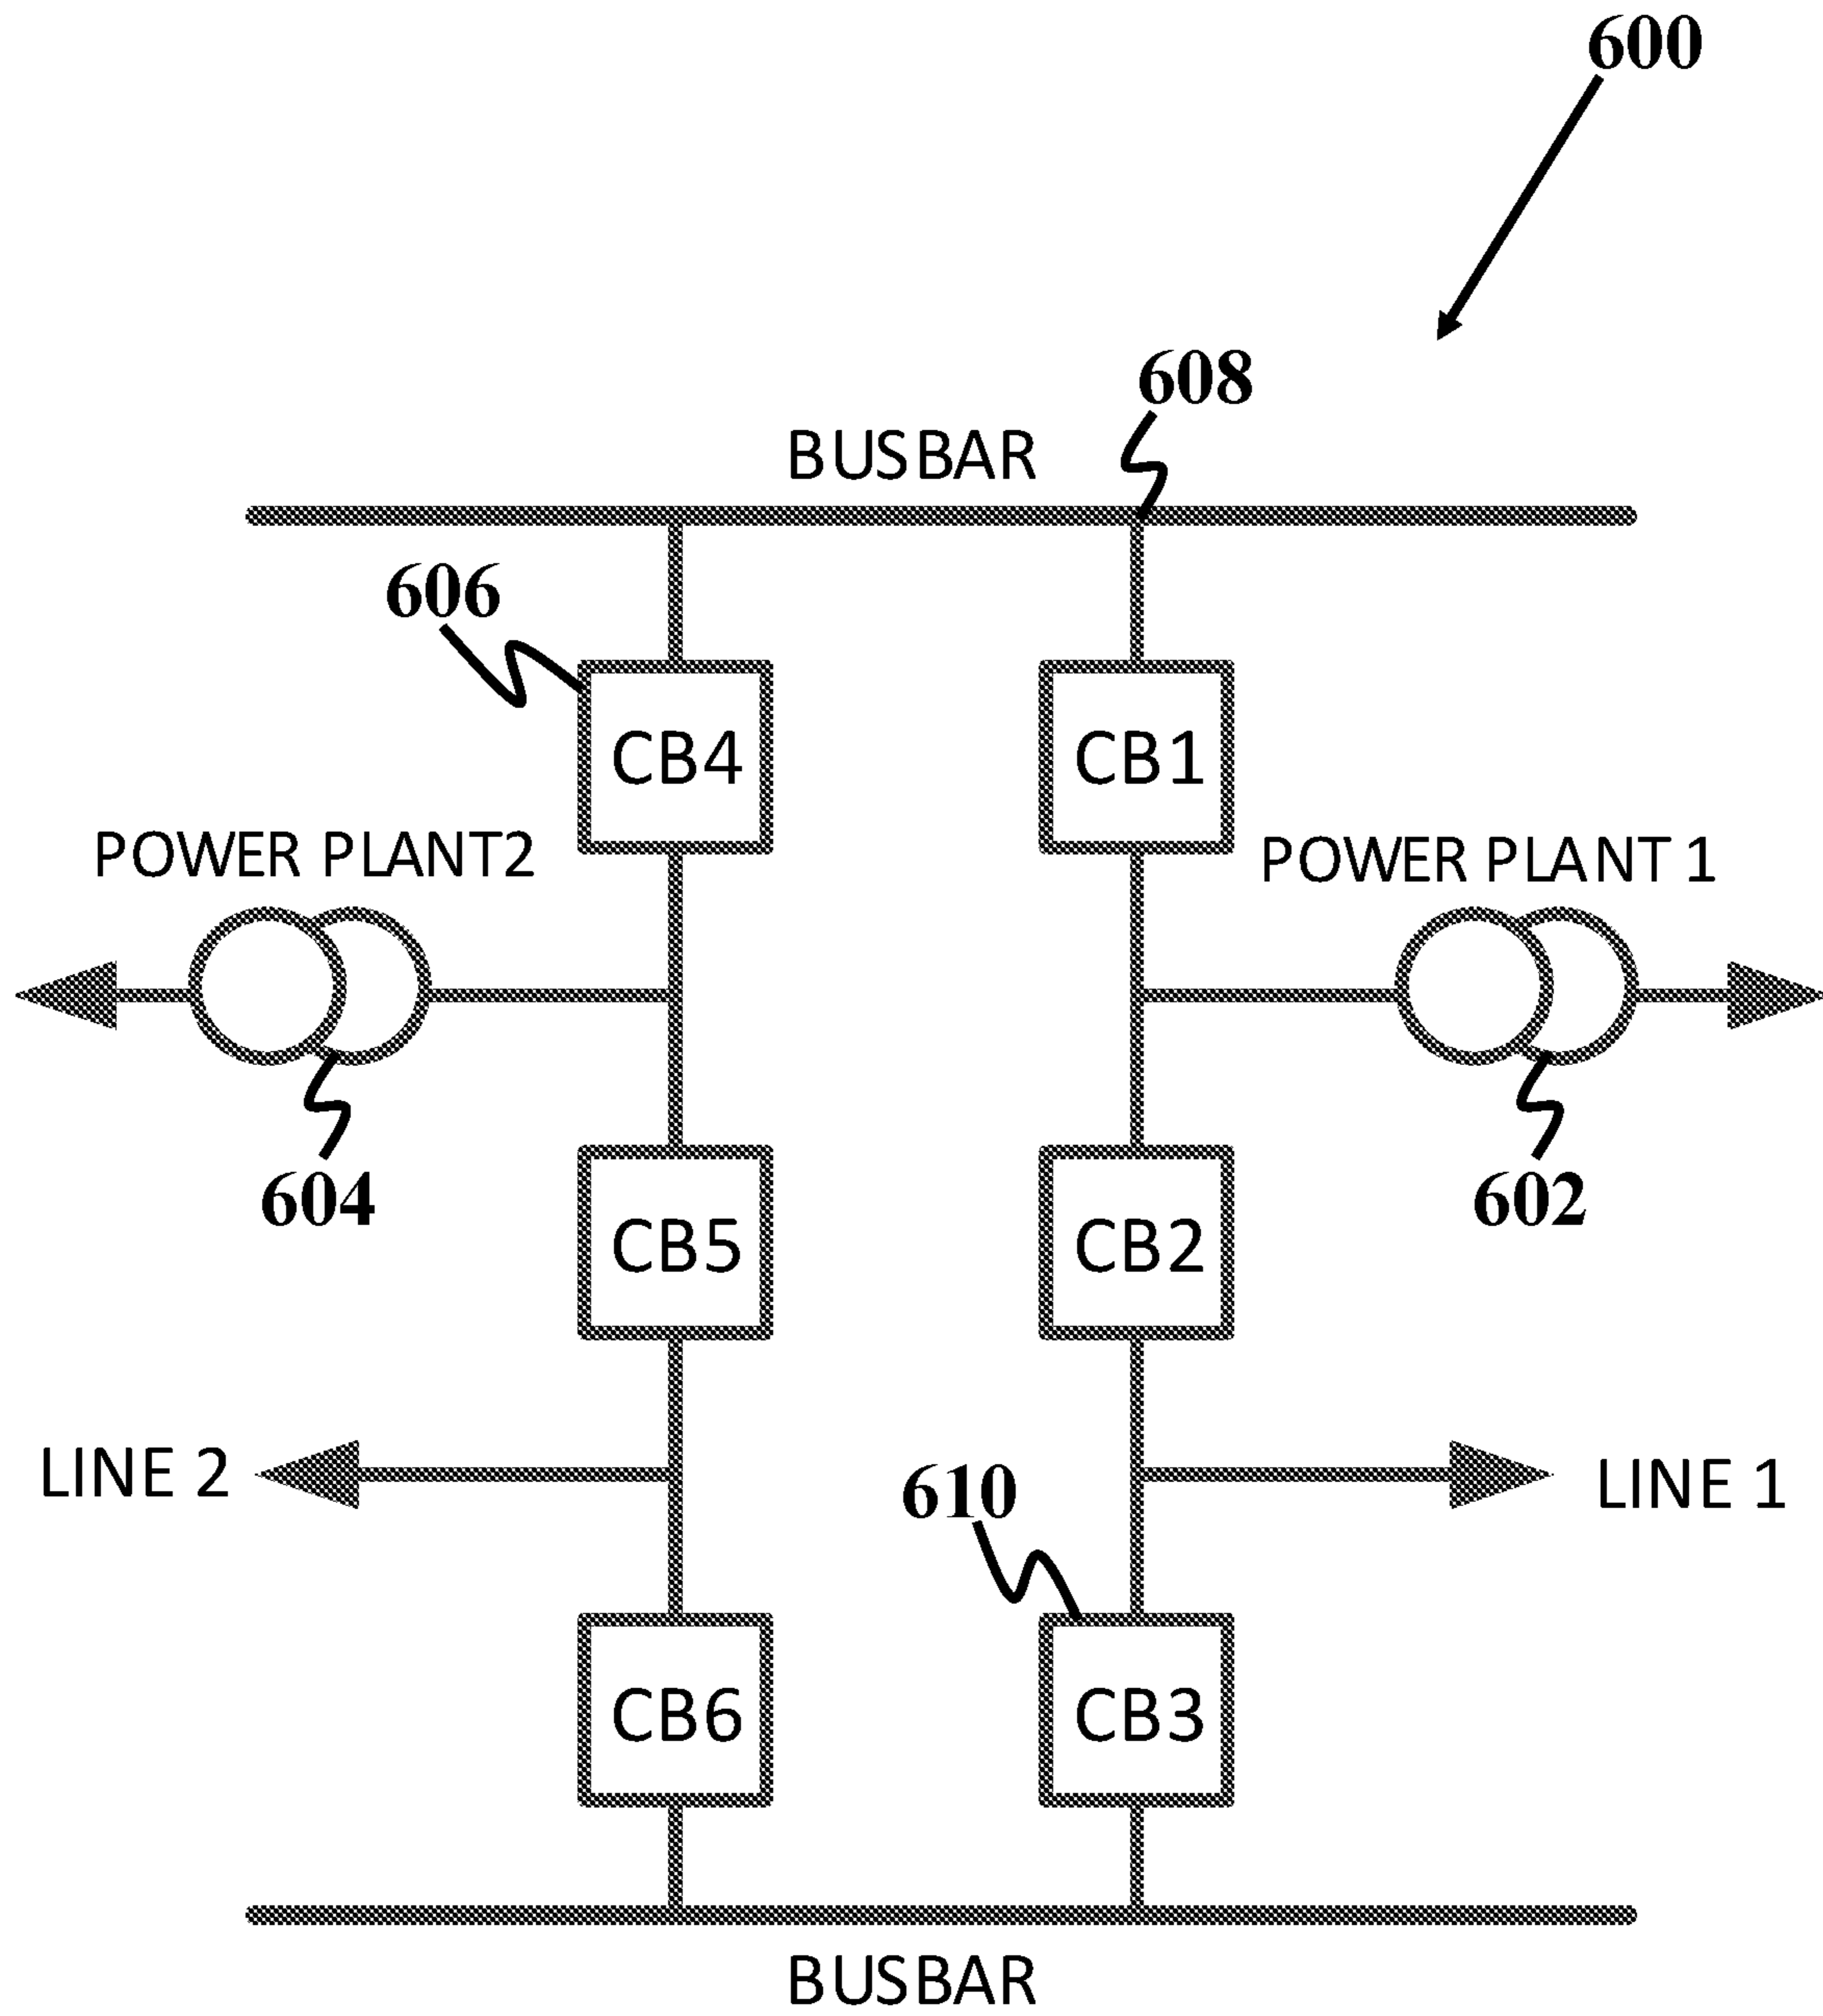 600
608
BUSBAR
606
CB4
CB1
POWER PLANT2
POWER PLANT 1
604
602
CB5
CB2
LINE 2
LINE 1
610
CB6
CB3
BUSBAR